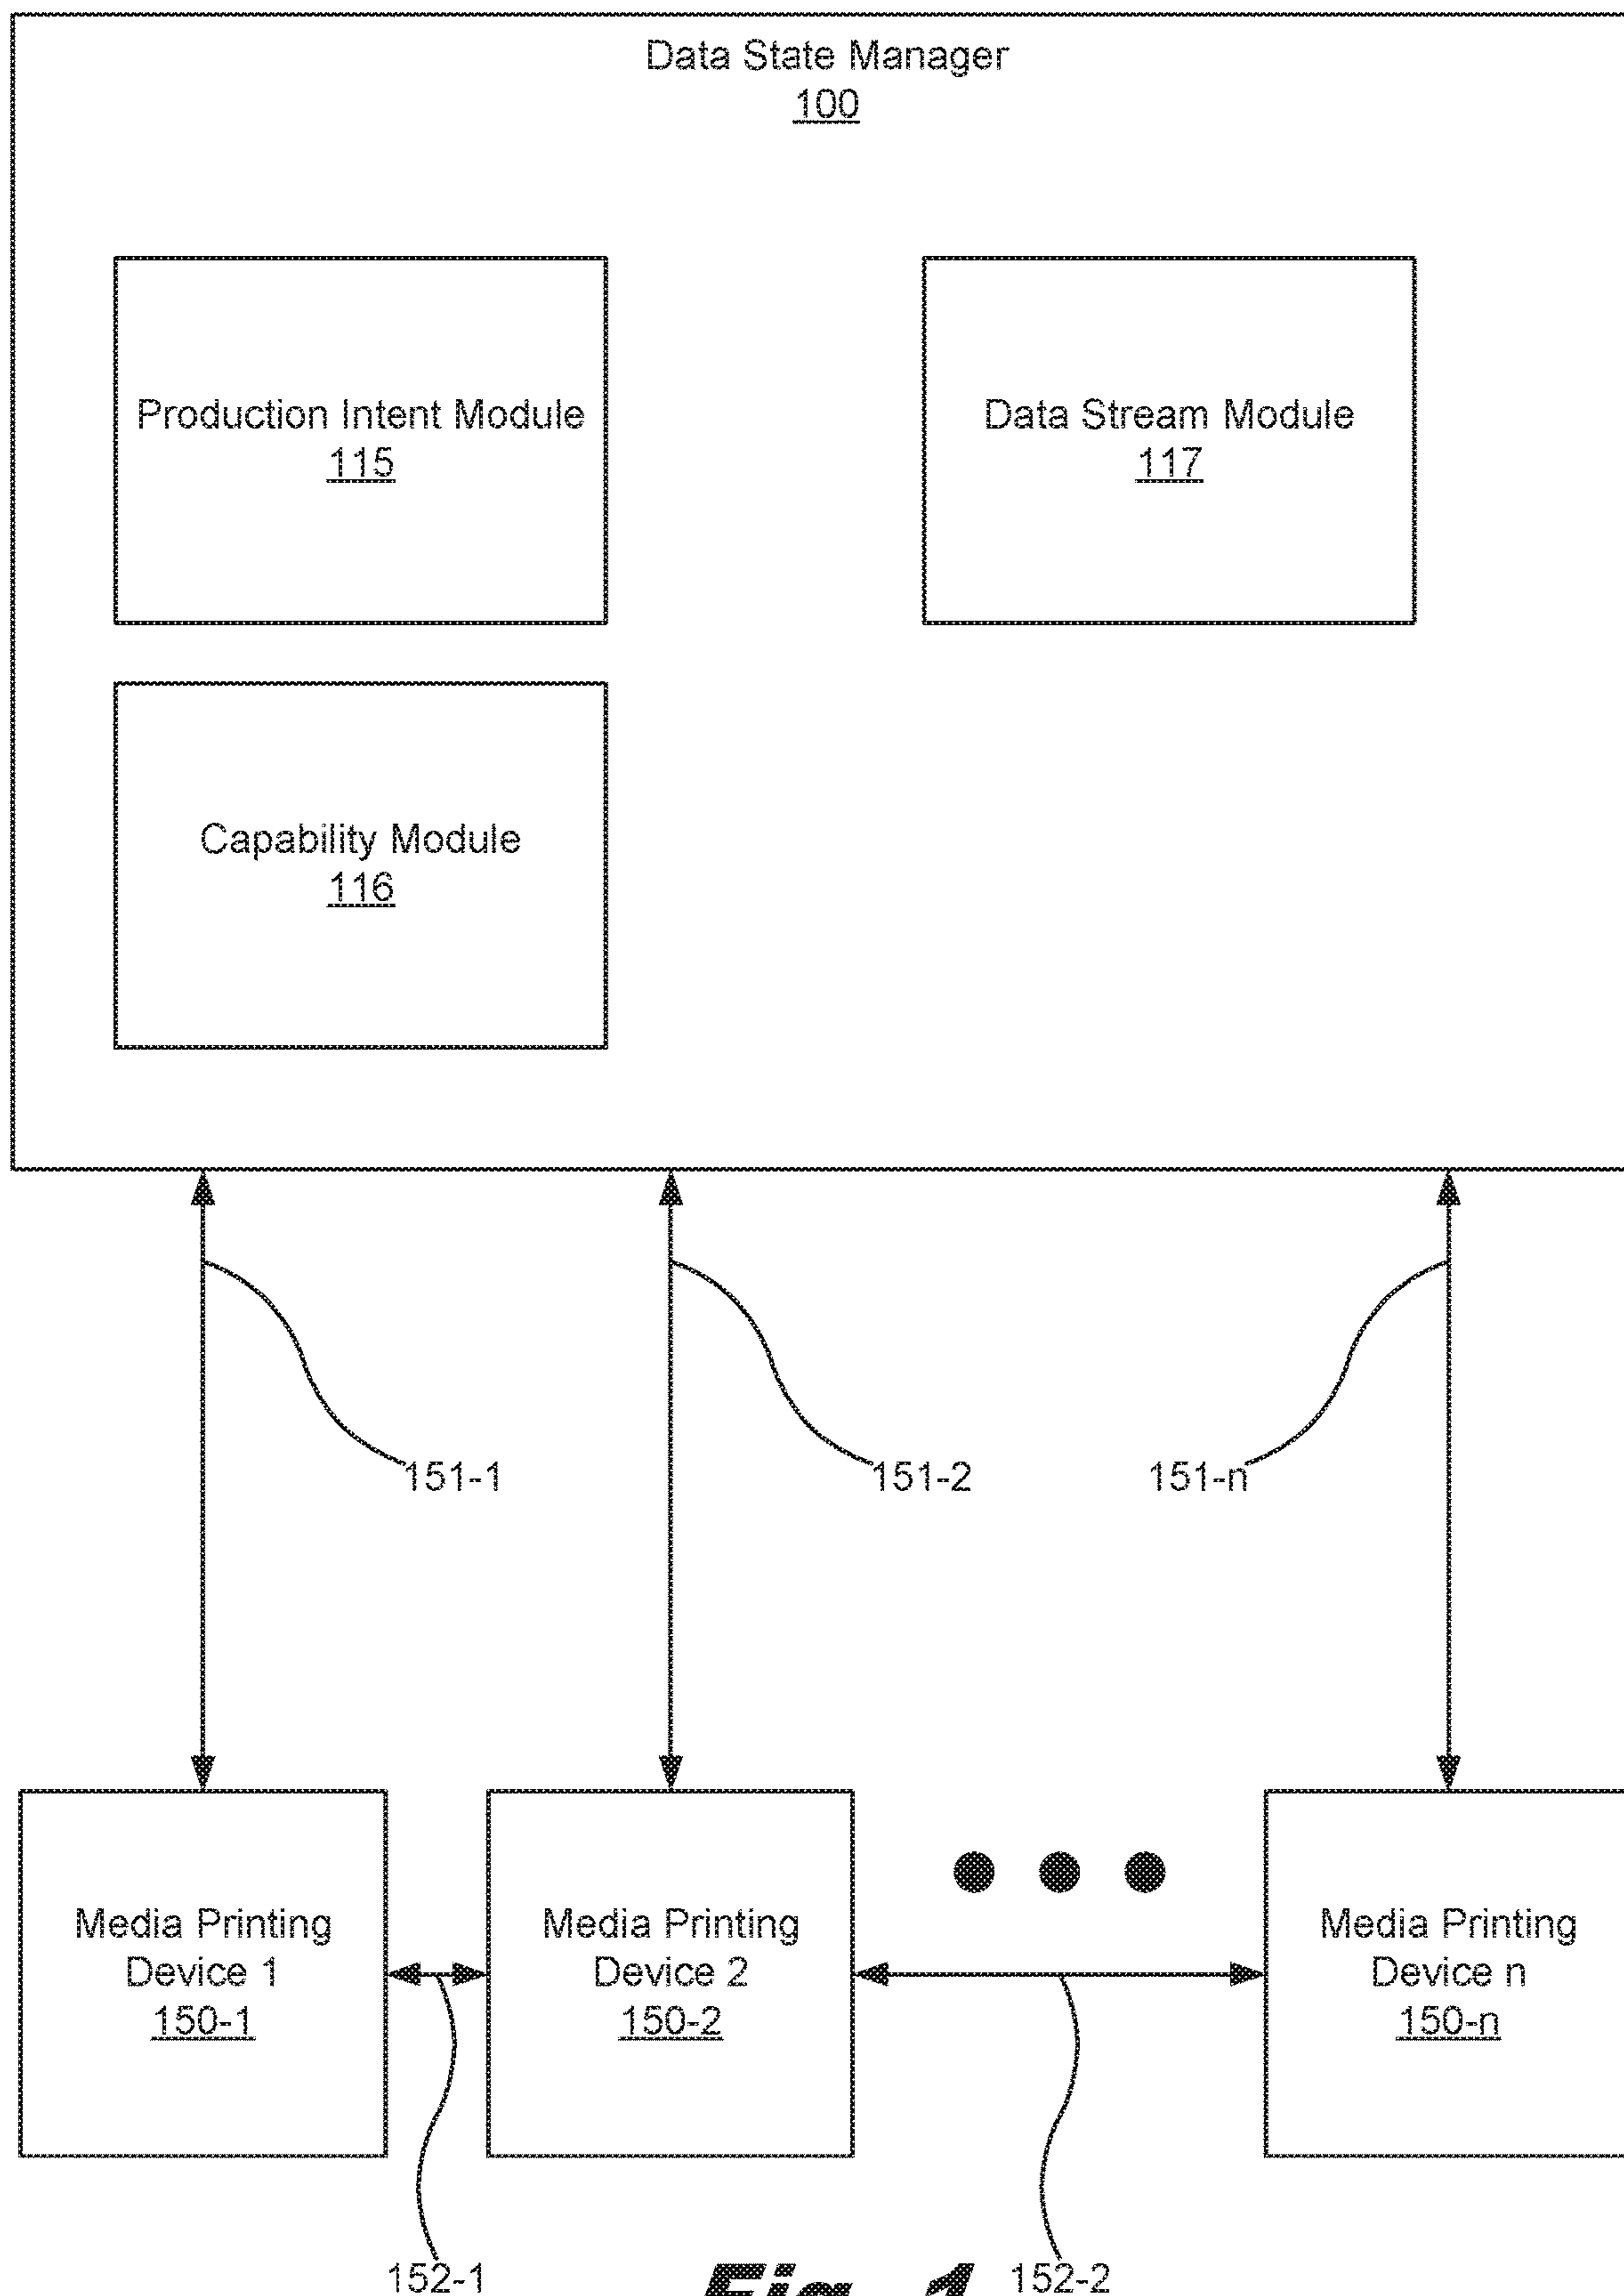 Data State Manager
100
Production Intent Module
115
Data Stream Module
117
Capability Module
116
151-1
151-2
151-n
Media Printing
Device 1
150-1
Media Printing
Device 2
150-2
Media Printing
Device n
150-n
152-1
Fig. 1
152-2